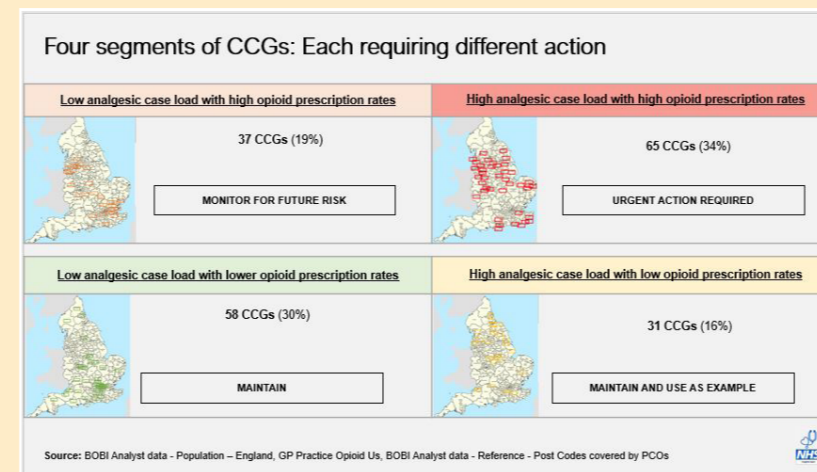 Four segments of CCGs: Each requiring different action
Low analgesic case load with high opioid prescription rates
37 CCGs (19%)
MONITOR FOR FUTURE RISK
High analgesic case load with high opioid prescription rates
65 CCGs (34%)
URGENT ACTION REQUIRED
Low analgesic case load with lower opioid prescription rates
58 CCGs (30%)
MAINTAIN
High analgesic case load with low opioid prescription rates
31 CCGs (16%)
MAINTAIN AND USE AS EXAMPLE
Source: BOBI Analyst data - Population – England, GP Practice Opioid Us, BOBI Analyst data - Reference - Post Codes covered by PCOs
NHS